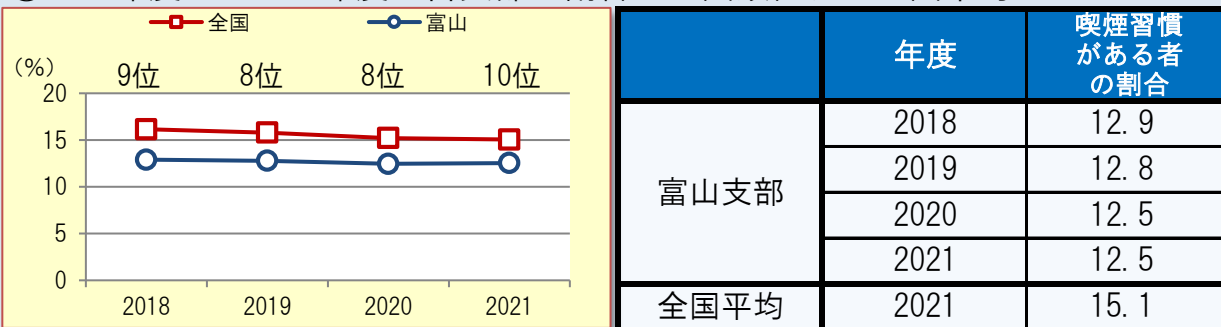 全国 富山
(%)
9位 8位 8位 10位
20
15
10
5
0
2018 2019 2020 2021
年度 喫煙習慣
がある者
の割合
富山支部
2018 12.9
2019 12.8
2020 12.5
2021 12.5
全国平均 2021 15.1